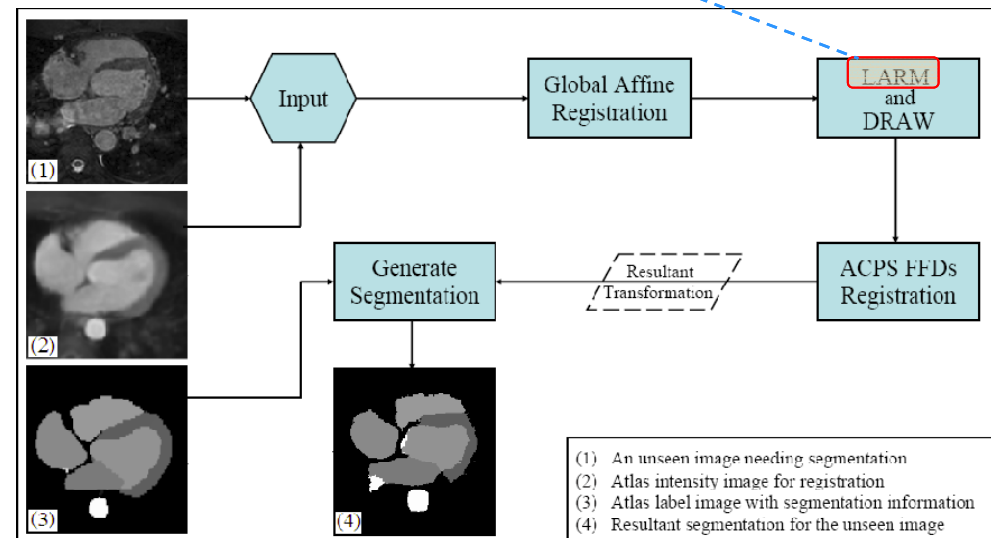 (1)
Input
Global Affine
Registration
LARM
and
DRAW
(2)
Generate
Segmentation
Resultant
Transformation
ACPS FFDs
Registration
(3)
(4)
(1) An unseen image needing segmentation
(2) Atlas intensity image for registration
(3) Atlas label image with segmentation information
(4) Resultant segmentation for the unseen image